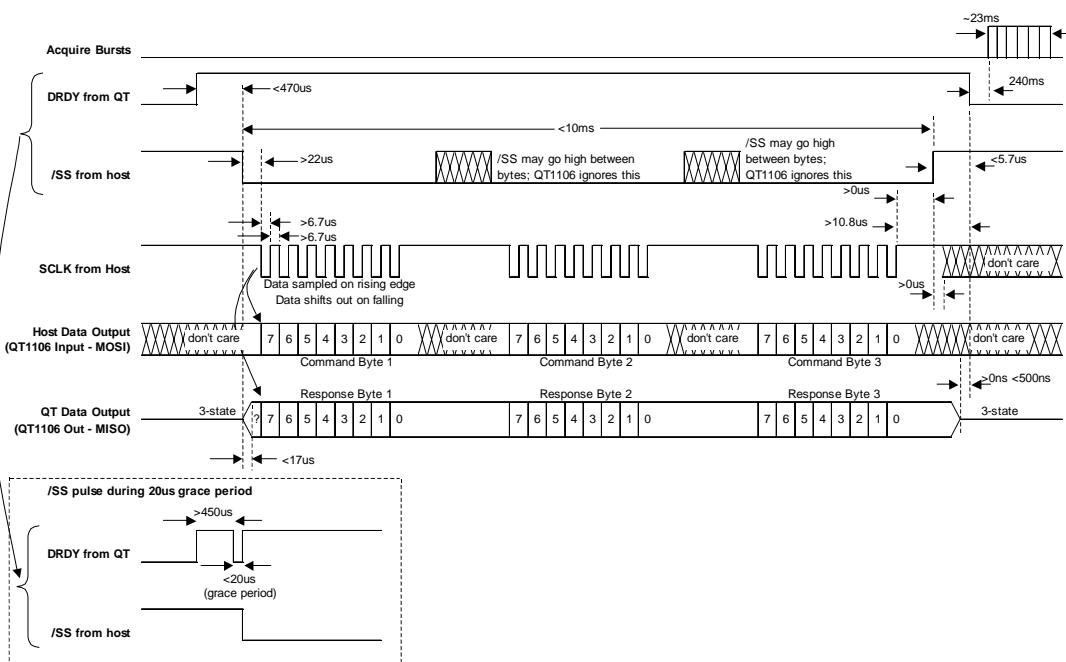 ~23ms
Acquire Bursts
DRDY from QT
<470us
240ms
<10ms
/SS from host
>22us
/SS may go high between
bytes; QT1106 ignores this
/SS may go high
between bytes;
QT1106 ignores this
<5.7us
>0us
>6.7us
>6.7us
>10.8us
SCLK from Host
don't care
Data sampled on rising edge
Data shifts out on falling
>0us
Host Data Output
(QT1106 Input - MOSI)
don't care 7 6 5 4 3 2 1 0 don't care 7 6 5 4 3 2 1 0 don't care 7 6 5 4 3 2 1 0 don't care
Command Byte 1 Command Byte 2 Command Byte 3
>0ns <500ns
Response Byte 1 Response Byte 2 Response Byte 3
QT Data Output
(QT1106 Out - MISO)
3-state ? 7 6 5 4 3 2 1 0 7 6 5 4 3 2 1 0 7 6 5 4 3 2 1 0 3-state
<17us
/SS pulse during 20us grace period
>450us
DRDY from QT
<20us
(grace period)
/SS from host